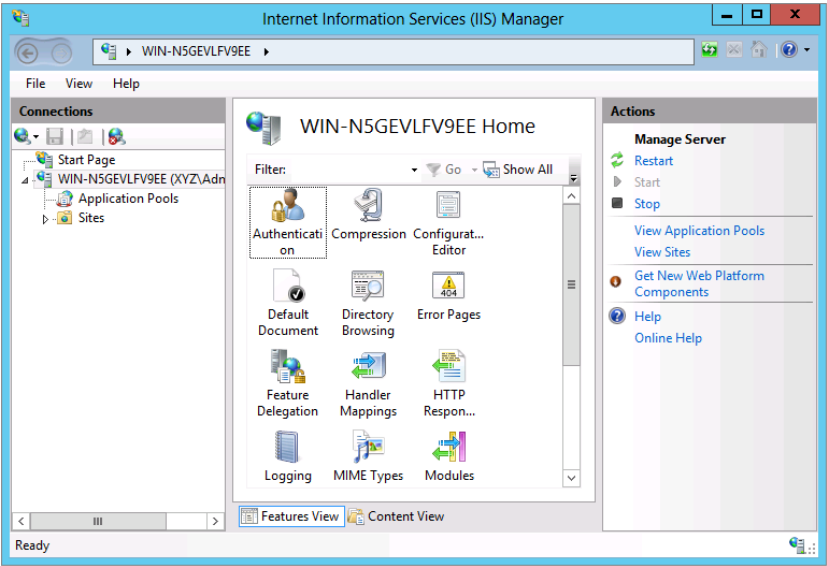 Internet Information Services (IIS) Manager
WIN-N5GEVLFV9EE
File View Help
Connections
Start Page
WIN-N5GEVLFV9EE (XYZ\Adn
Application Pools
Sites
WIN-N5GEVLFV9EE Home
Filter: Go Show All
Authenticati
on
Compression
Configurat...
Editor
Default
Document
Directory
Browsing
404
Error Pages
Feature
Delegation
Handler
Mappings
HTTP
Respon...
Logging
MIME Types
Modules
Features View
Content View
Actions
Manage Server
Restart
Start
Stop
View Application Pools
View Sites
Get New Web Platform
Components
Help
Online Help
Ready